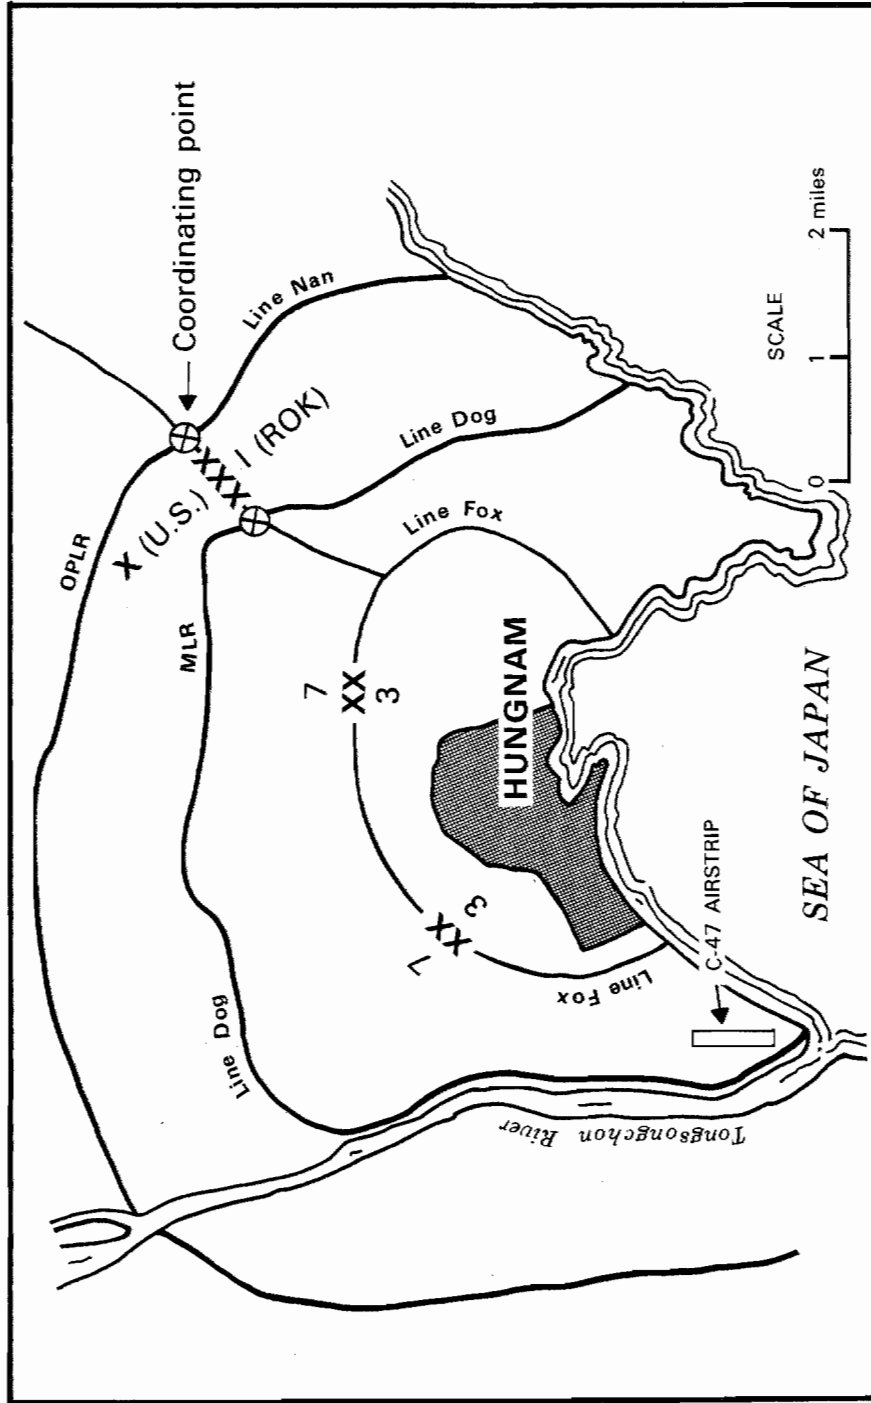 Coordinating point
OPLR
X (U.S.)
XXX
I (ROK)
Line Nan
MLR
Line Dog
Line Dog
Line Fox
7
XX
3
7
XX
3
HUNGNAM
Line Fox
C-47 AIRSTRIP
Tongsongchon River
SEA OF JAPAN
SCALE
0 1 2 miles